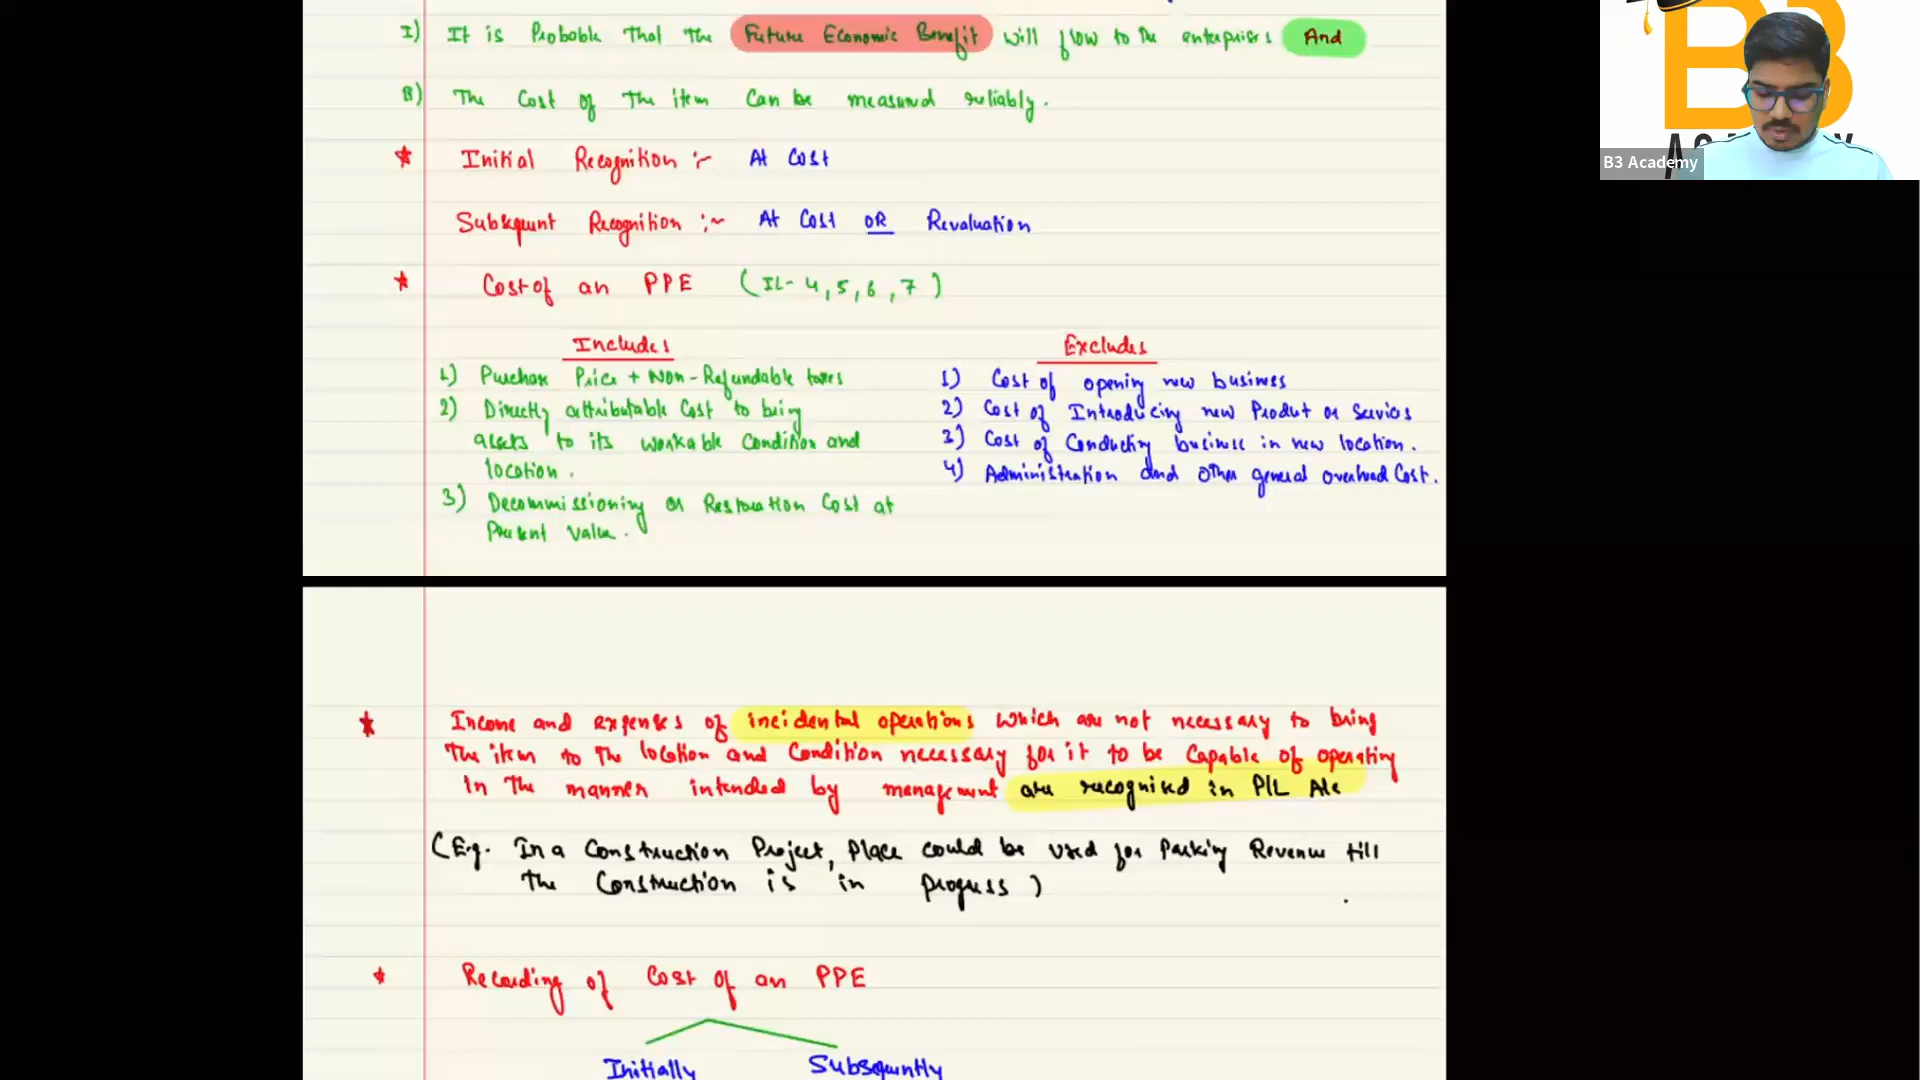 I) It is Probable That the Future Economic Benefit will flow to the enterprises And
B) The Cost of The item Can be measured reliably.
Initial Recognition :- At Cost
Subsequent Recognition :- At Cost OR Revaluation
Cost of an PPE (IL- 4, 5, 6, 7)
Includes
1) Purchase Price + Non-Refundable taxes
2) Directly attributable Cost to bring
assets to its workable Condition and
location.
3) Decommissioning or Restoration Cost at
Present Value.
Excludes
1) Cost of opening new business
2) Cost of Introducing new Product or Services
3) Cost of Conducting business in new location.
4) Administration and other general overhead Cost.
Income and expenses of incidental operations which are not necessary to bring
The item to The location and Condition necessary for it to be Capable of operating
in The manner intended by management are recognised in P/L A/c
(E.g. In a Construction Project, Place could be used for Parking Revenue till
The Construction is in progress)
Recording of Cost of an PPE
Initially Subsequently
B3
B3 Academy